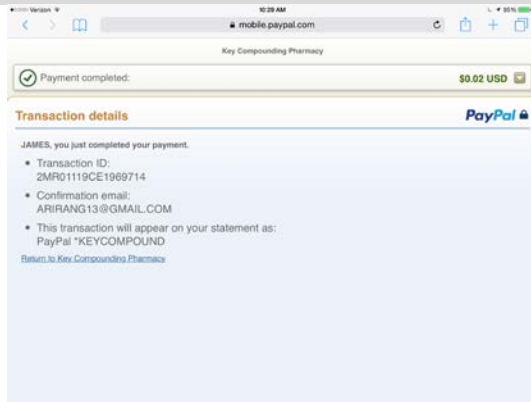 Verizon
10:29 AM
95%
mobile.paypal.com
Key Compounding Pharmacy
Payment completed:
$0.02 USD
Transaction details
PayPal
JAMES, you just completed your payment.
• Transaction ID:
2MR01119CE1969714
• Confirmation email:
ARIRANG13@GMAIL.COM
• This transaction will appear on your statement as:
PayPal *KEYCOMPOUND
Return to Key Compounding Pharmacy